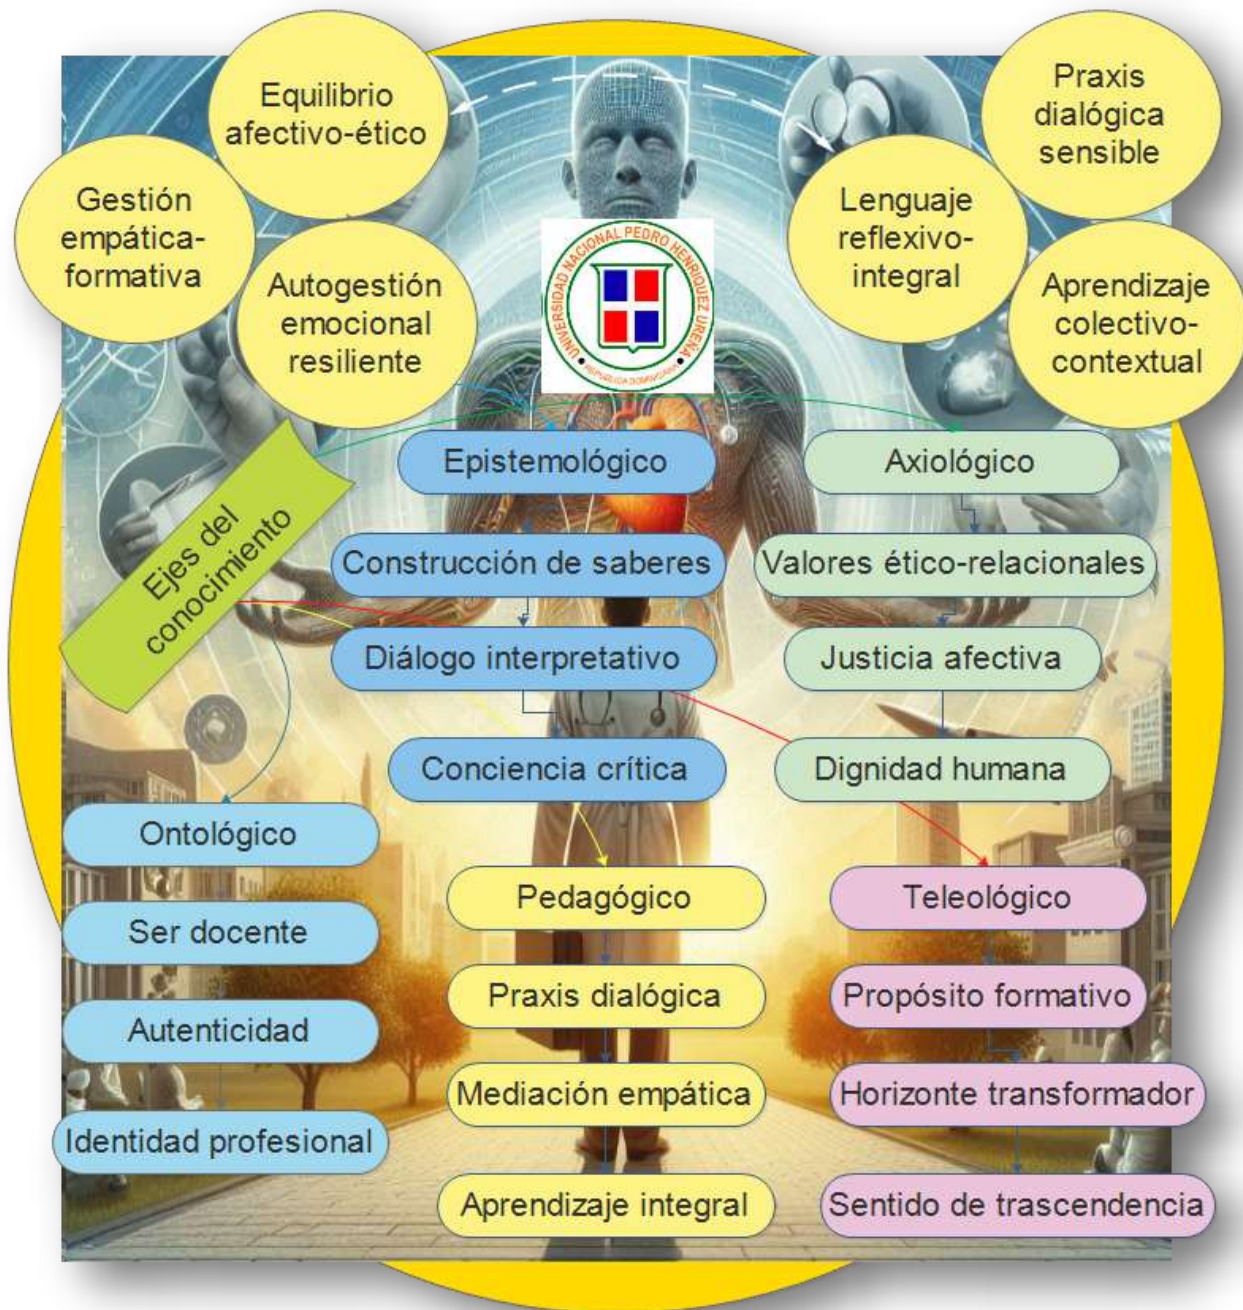 Equilibrio
afectivo-ético
Gestión
empática-
formativa
Autogestión
emocional
resiliente
Praxis
dialógica
sensible
Lenguaje
reflexivo-
integral
Aprendizaje
colectivo-
contextual
UNIVERSIDAD NACIONAL PEDRO HENRIQUEZ UREÑA
REPUBLICA DOMINICANA
Ejes del
conocimiento
Epistemológico
Construcción de saberes
Diálogo interpretativo
Conciencia crítica
Axiológico
Valores ético-relacionales
Justicia afectiva
Dignidad humana
Ontológico
Ser docente
Autenticidad
Identidad profesional
Pedagógico
Praxis dialógica
Mediación empática
Aprendizaje integral
Teleológico
Propósito formativo
Horizonte transformador
Sentido de trascendencia